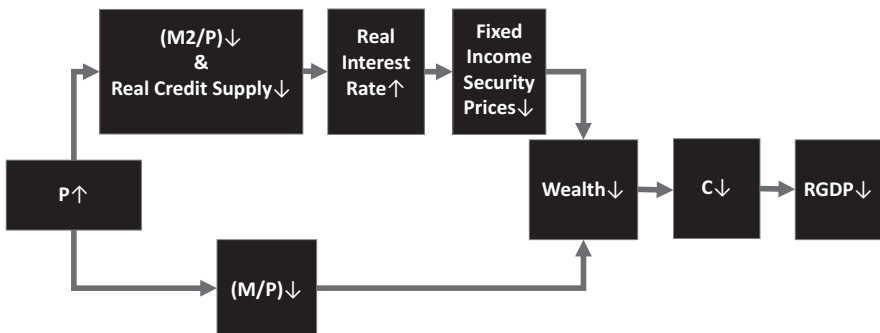 (M2/P)↓
&
Real Credit Supply↓
Real
Interest
Rate↑
Fixed
Income
Security
Prices↓
P↑
Wealth↓
C↓
RGDP↓
(M/P)↓